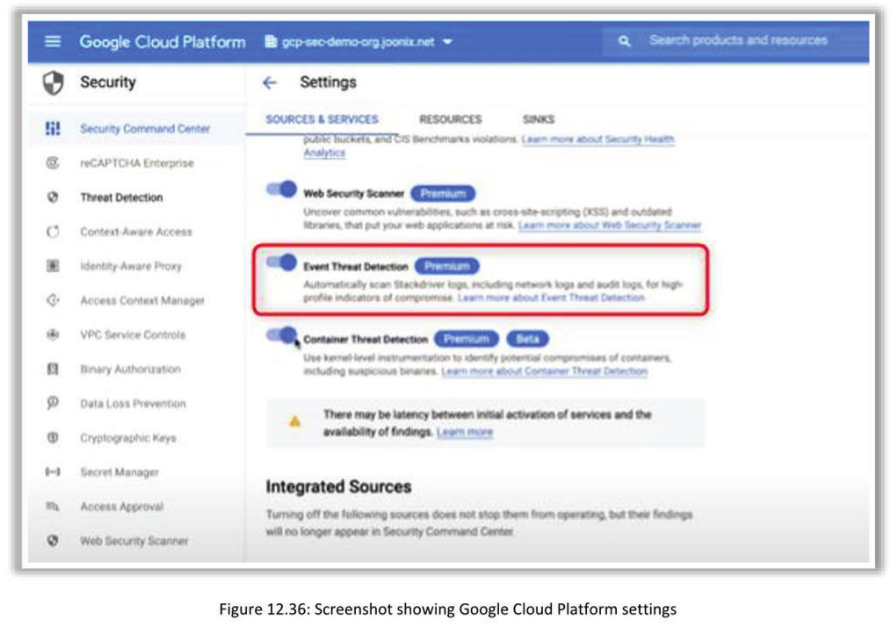 Google Cloud Platform gcp-sec-demo-org.joonix.net Search products and resources
Security
Security Command Center
reCAPTCHA Enterprise
Threat Detection
Context-Aware Access
Identity-Aware Proxy
Access Context Manager
VPC Service Controls
Binary Authorization
Data Loss Prevention
Cryptographic Keys
Secret Manager
Access Approval
Web Security Scanner
Settings
SOURCES & SERVICES RESOURCES SINKS
public buckets, and CIS Benchmarks violations. Learn more about Security Health
Analytics
Web Security Scanner Premium
Uncover common vulnerabilities, such as cross-site-scripting (XSS) and outdated
libraries, that put your web applications at risk. Learn more about Web Security Scanner
Event Threat Detection Premium
Automatically scan Stackdriver logs, including network logs and audit logs, for high-
profile indicators of compromise. Learn more about Event Threat Detection
Container Threat Detection Premium Beta
Use kernel-level instrumentation to identify potential compromises of containers,
including suspicious binaries. Learn more about Container Threat Detection
There may be latency between initial activation of services and the
availability of findings. Learn more
Integrated Sources
Turning off the following sources does not stop them from operating, but their findings
will no longer appear in Security Command Center
Figure 12.36: Screenshot showing Google Cloud Platform settings